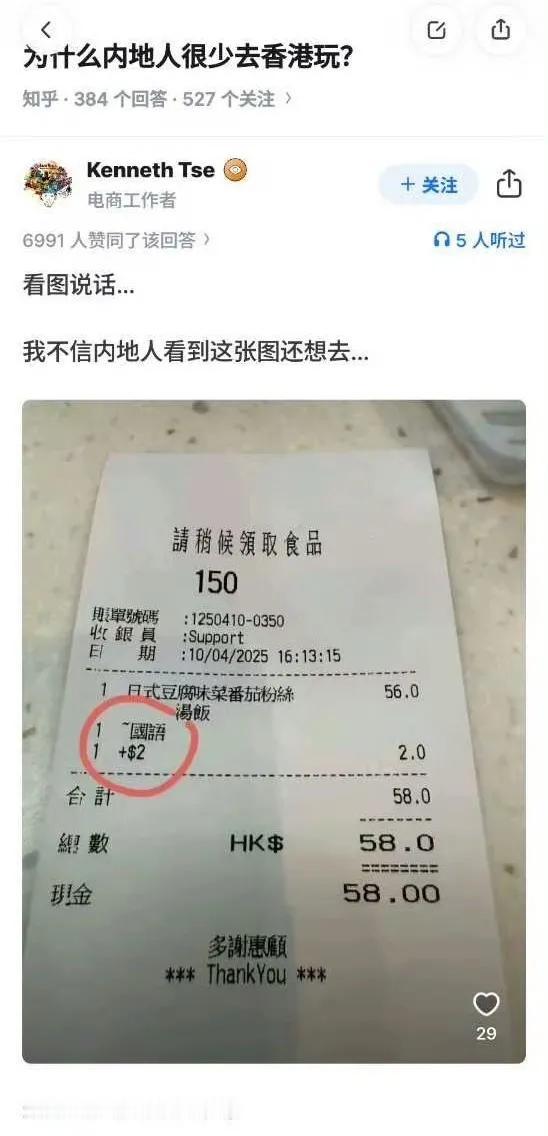 为什么内地人很少去香港玩?
知乎 · 384 个回答 · 527 个关注 >
Kenneth Tse
+ 关注
电商工作者
6991 人赞同了该回答 >
5 人听过
看图说话...
我不信内地人看到这张图还想去...
請稍候領取食品
150
賬單號碼 :1250410-0350
收銀員 :Support
日期 :10/04/2025 16:13:15
1 日式豆腐味菜番茄粉絲 56.0
湯飯
1 ~國語
1 +$2 2.0
合計 58.0
總數 HK$ 58.0
現金 58.00
多謝惠顧
*** ThankYou ***
29